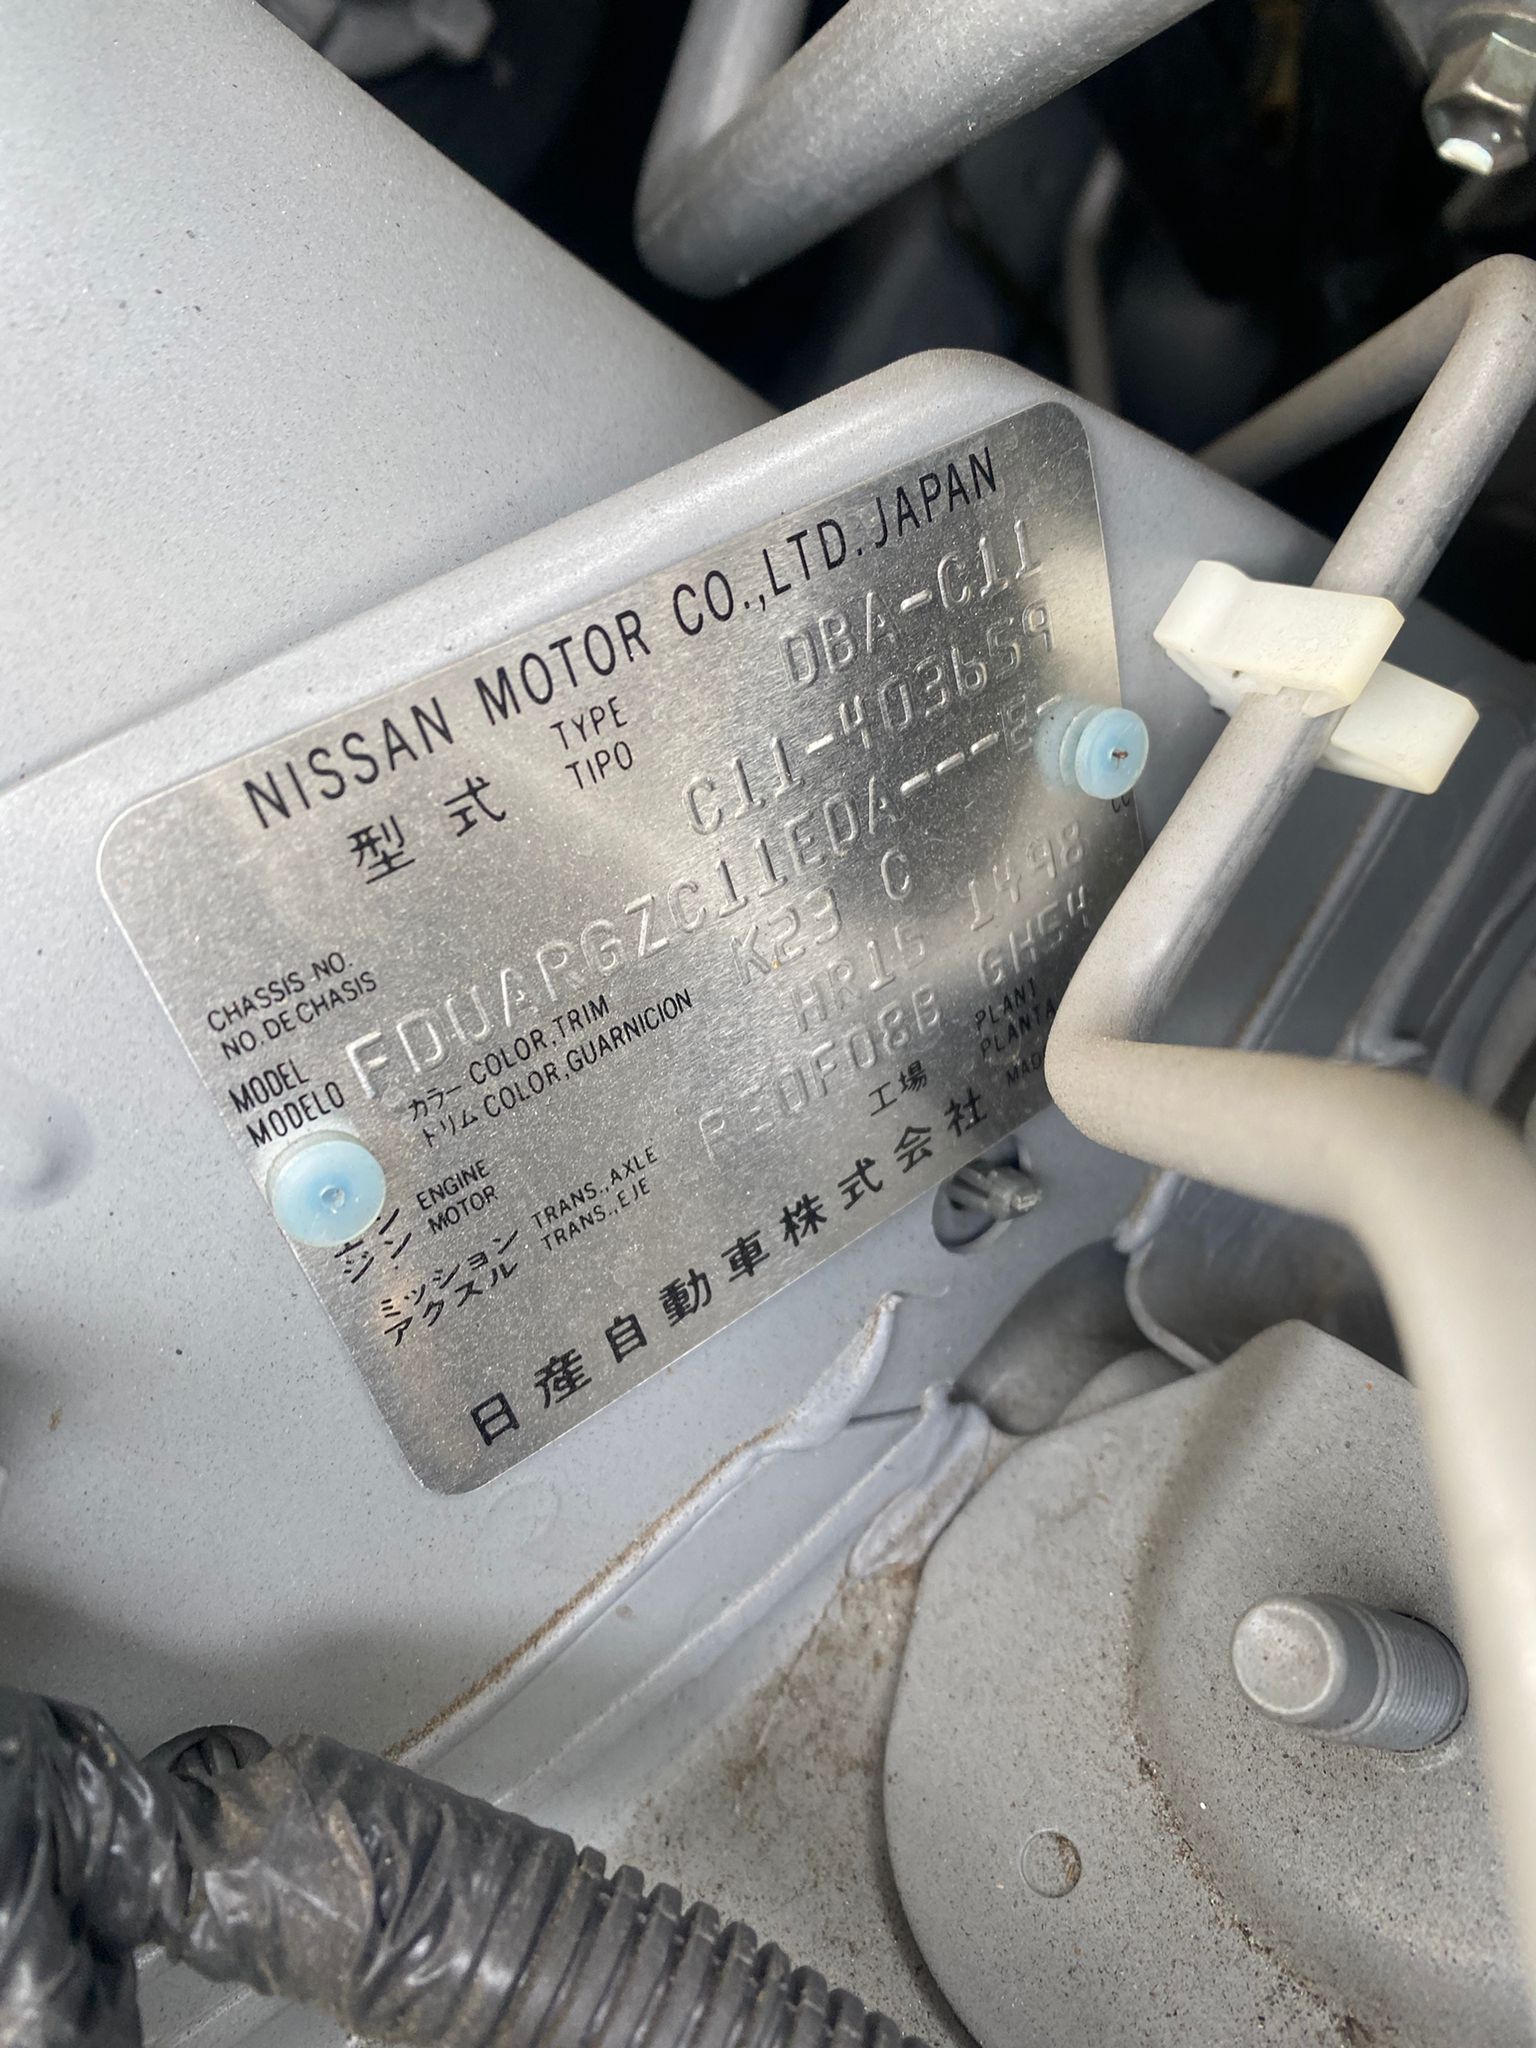 NISSAN MOTOR CO.,LTD. JAPAN
型式 TYPE TIPO DBA-C11
CHASSIS NO. NO. DE CHASIS C11-403659
MODEL MODELO FDUARGZC11EDA---E
カラー COLOR,TRIM トリム COLOR,GUARNICION K23 C
エンジン ENGINE MOTOR HR15 1498 cc
ミッション アクスル TRANS.,AXLE TRANS.,EJE RE0F08B GH54
工場 PLANT PLANTA
日産自動車株式会社 MAD